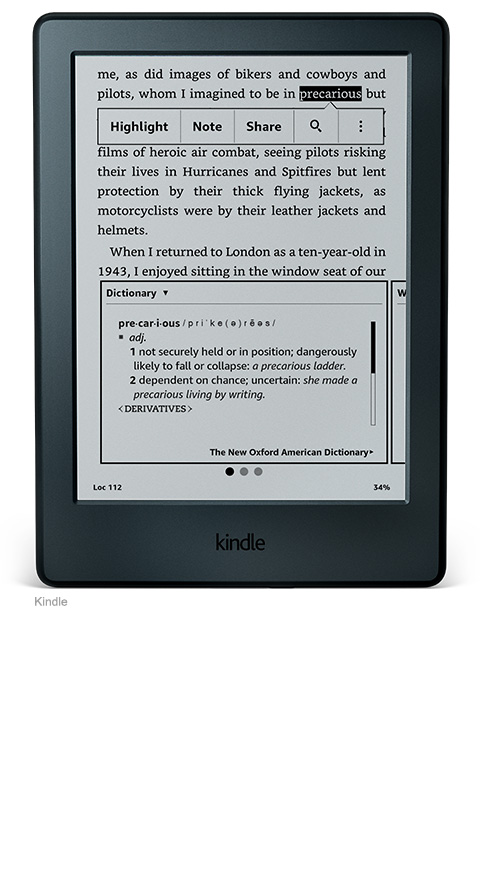 me, as did images of bikers and cowboys and
pilots, whom I imagined to be in precarious but
Highlight Note Share
films of heroic air combat, seeing pilots risking
their lives in Hurricanes and Spitfires but lent
protection by their thick flying jackets, as
motorcyclists were by their leather jackets and
helmets.
When I returned to London as a ten-year-old in
1943, I enjoyed sitting in the window seat of our
Dictionary ▼ W
pre·car·i·ous /priˈke(ə)rēəs/
■ adj.
1 not securely held or in position; dangerously
likely to fall or collapse: a precarious ladder.
2 dependent on chance; uncertain: she made a
precarious living by writing.
<DERIVATIVES>
The New Oxford American Dictionary▸
Loc 112 34%
kindle
Kindle